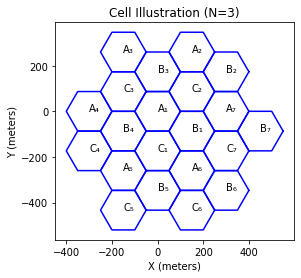 Cell Illustration (N=3)
A₃ A₂
B₃ B₂
200
C₃ C₂
A₄ A₁ A₇
0
Y (meters)
B₄ B₁ B₇
C₄ C₁ C₇
−200
A₅ A₆
B₅ B₆
−400
C₅ C₆
−400 −200 0 200 400
X (meters)